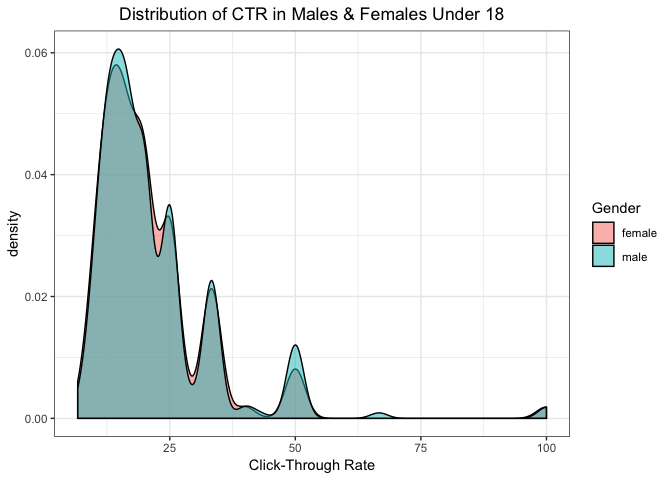 Distribution of CTR in Males & Females Under 18
0.06
0.04
0.02
0.00
density
25
50
75
100
Click-Through Rate
Gender
female
male